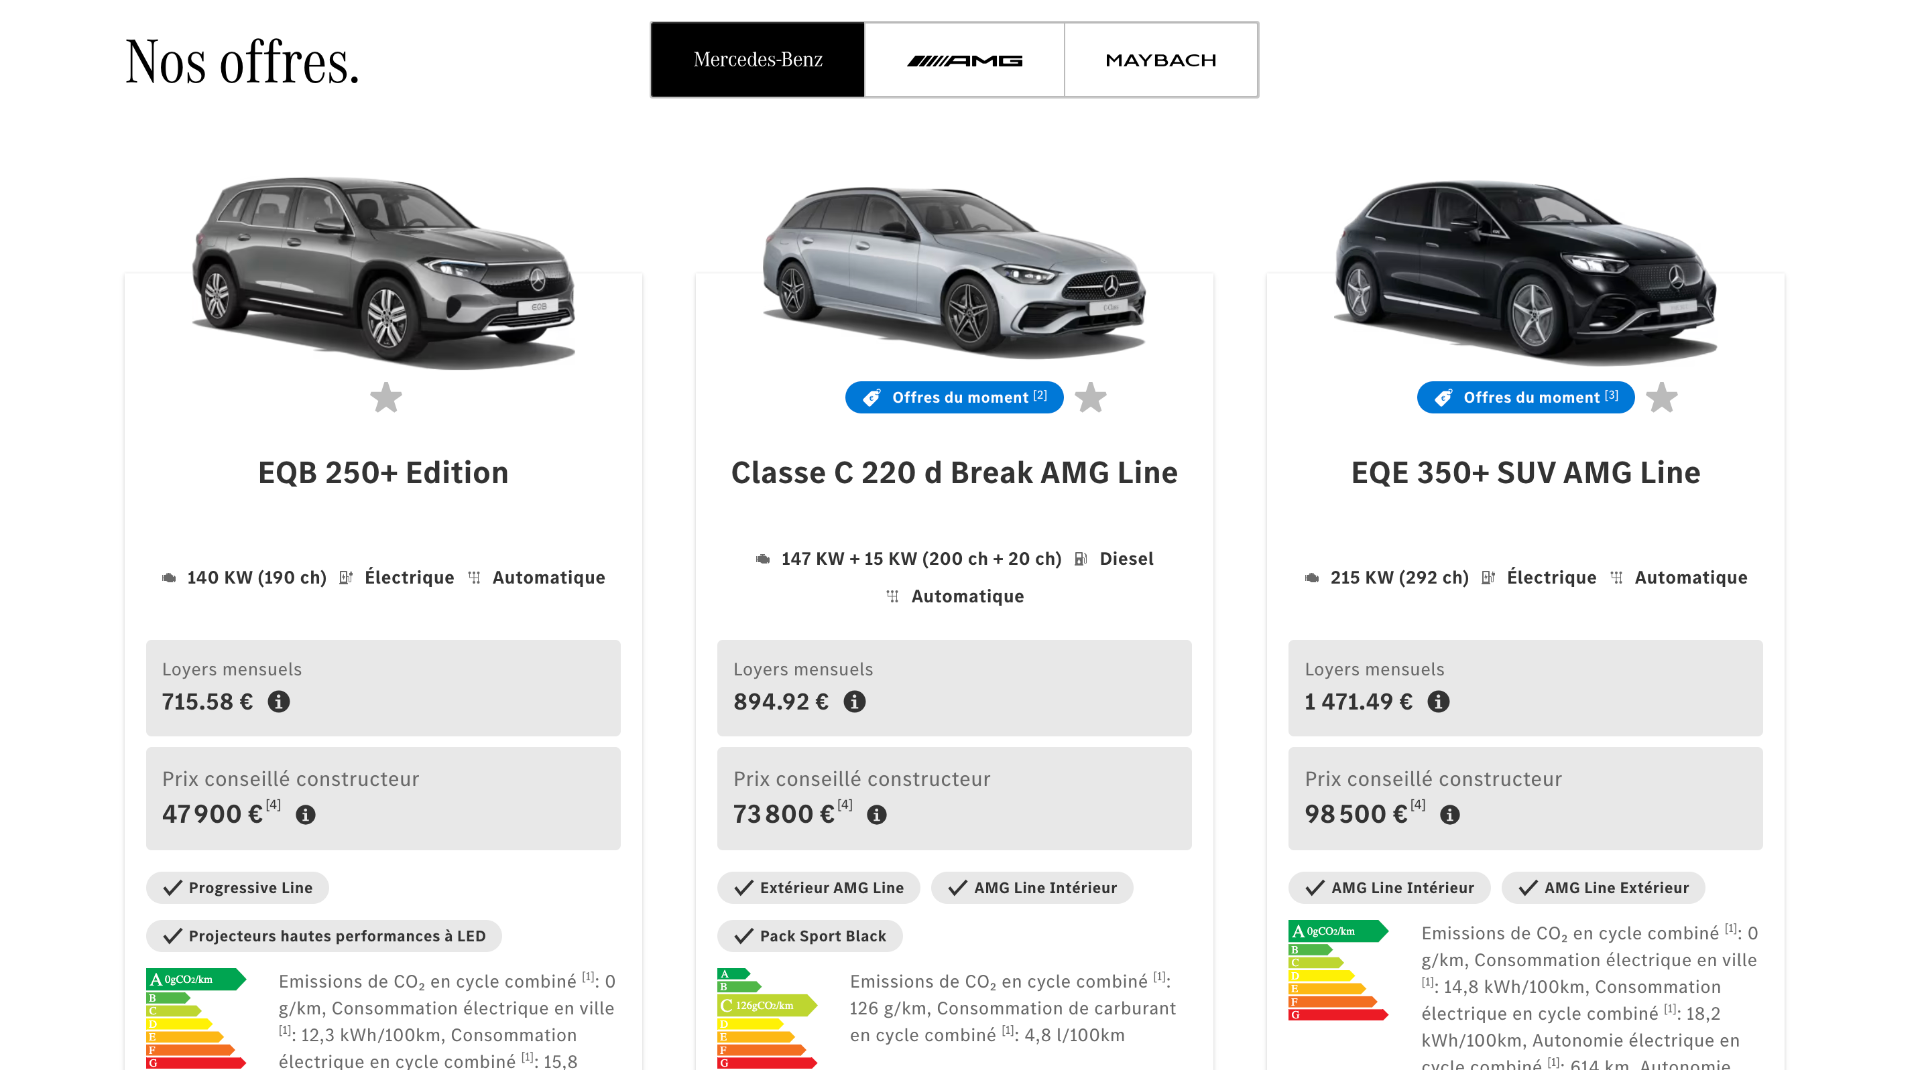 Nos offres.
Mercedes-Benz
AMG
MAYBACH
EQB
Offres du moment [2]
Offres du moment [3]
EQB 250+ Edition
Classe C 220 d Break AMG Line
EQE 350+ SUV AMG Line
140 KW (190 ch) Électrique Automatique
147 KW + 15 KW (200 ch + 20 ch) Diesel
Automatique
215 KW (292 ch) Électrique Automatique
Loyers mensuels
715.58 €
Loyers mensuels
894.92 €
Loyers mensuels
1 471.49 €
Prix conseillé constructeur
47 900 € [4]
Prix conseillé constructeur
73 800 € [4]
Prix conseillé constructeur
98 500 € [4]
Progressive Line
Projecteurs hautes performances à LED
Extérieur AMG Line
AMG Line Intérieur
Pack Sport Black
AMG Line Intérieur
AMG Line Extérieur
A 0gCO2/km
B
C
D
E
F
G
Emissions de CO₂ en cycle combiné [1]: 0
g/km, Consommation électrique en ville
[1]: 12,3 kWh/100km, Consommation
électrique en cycle combiné [1]: 15,8
A
B
C 126gCO2/km
D
E
F
G
Emissions de CO₂ en cycle combiné [1]:
126 g/km, Consommation de carburant
en cycle combiné [1]: 4,8 l/100km
A 0gCO2/km
B
C
D
E
F
G
Emissions de CO₂ en cycle combiné [1]: 0
g/km, Consommation électrique en ville
[1]: 14,8 kWh/100km, Consommation
électrique en cycle combiné [1]: 18,2
kWh/100km, Autonomie électrique en
cycle combiné [1]: 614 km, Autonomie